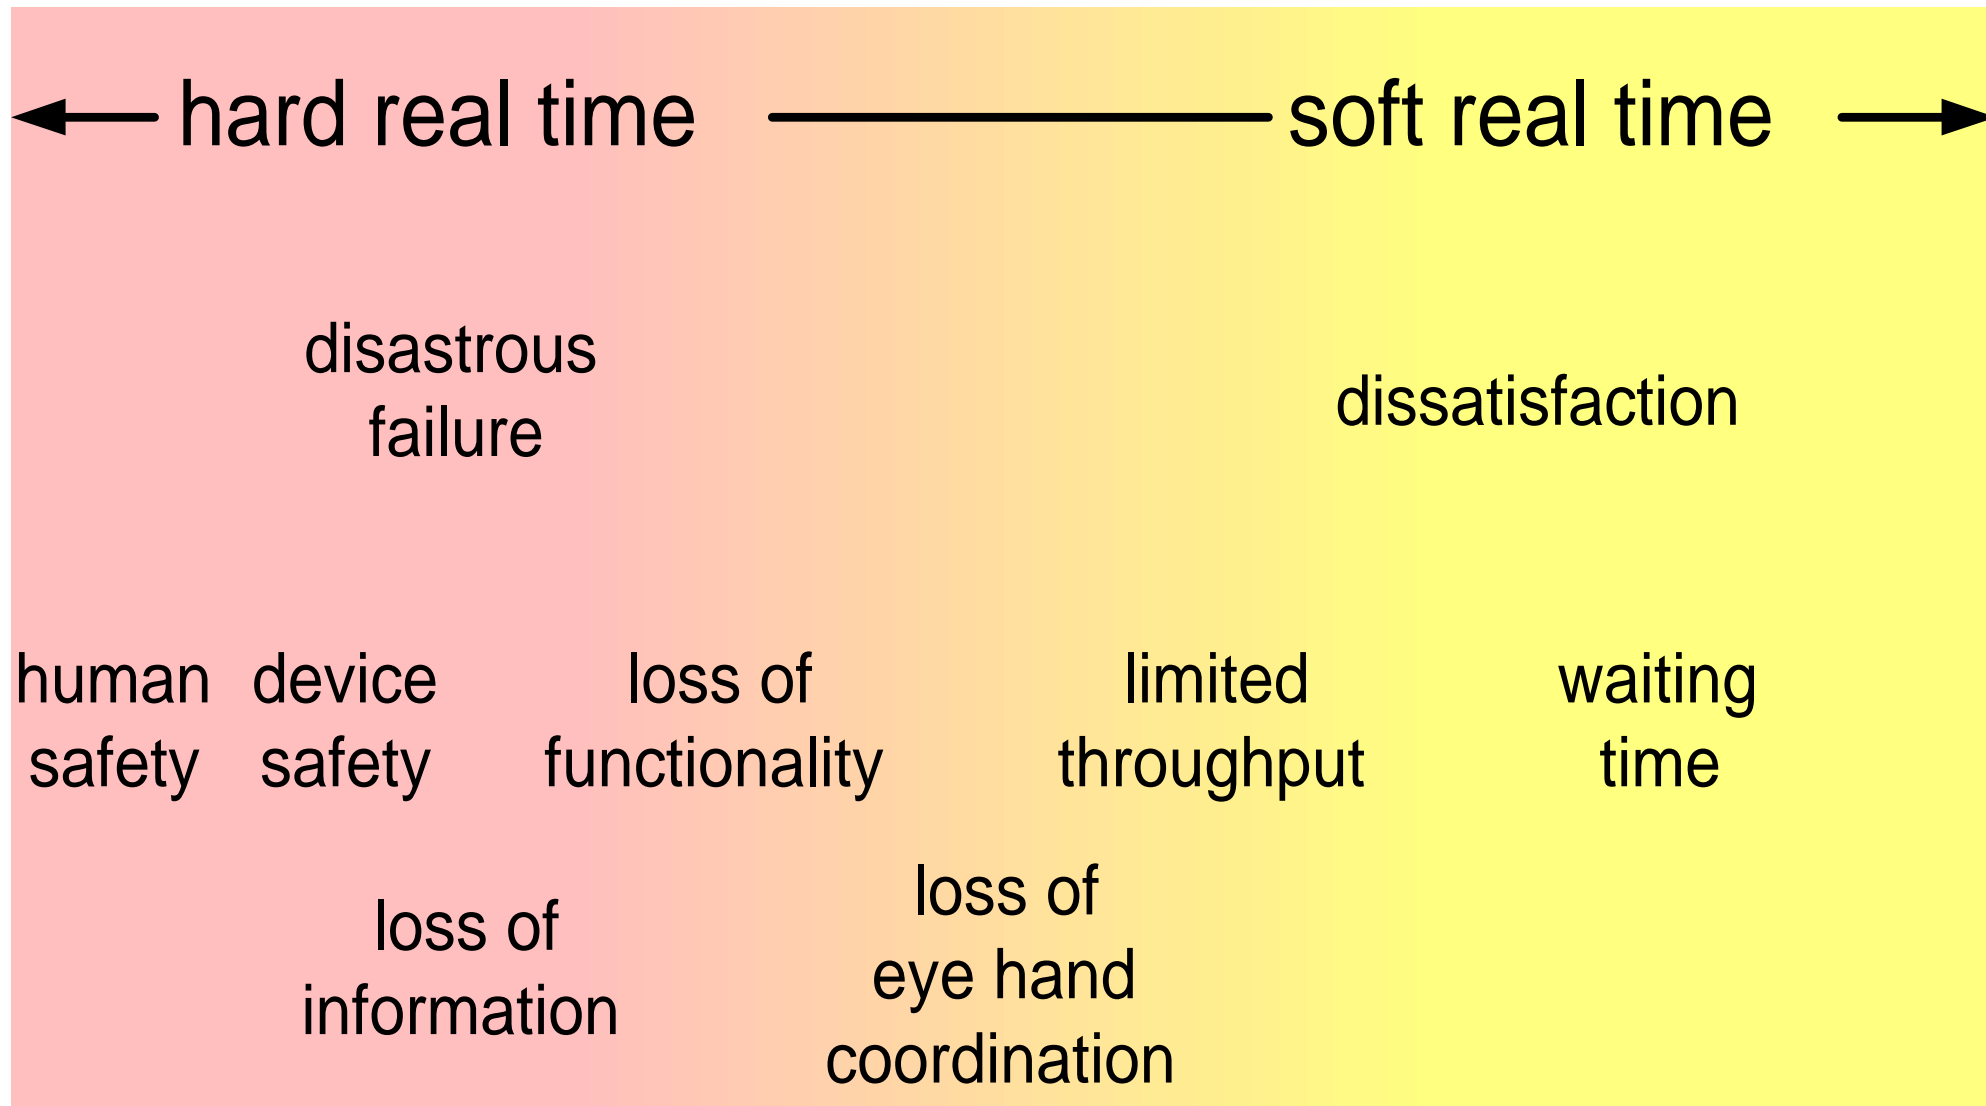 hard real time
soft real time
disastrous
failure
dissatisfaction
human
safety
device
safety
loss of
functionality
limited
throughput
waiting
time
loss of
information
loss of
eye hand
coordination